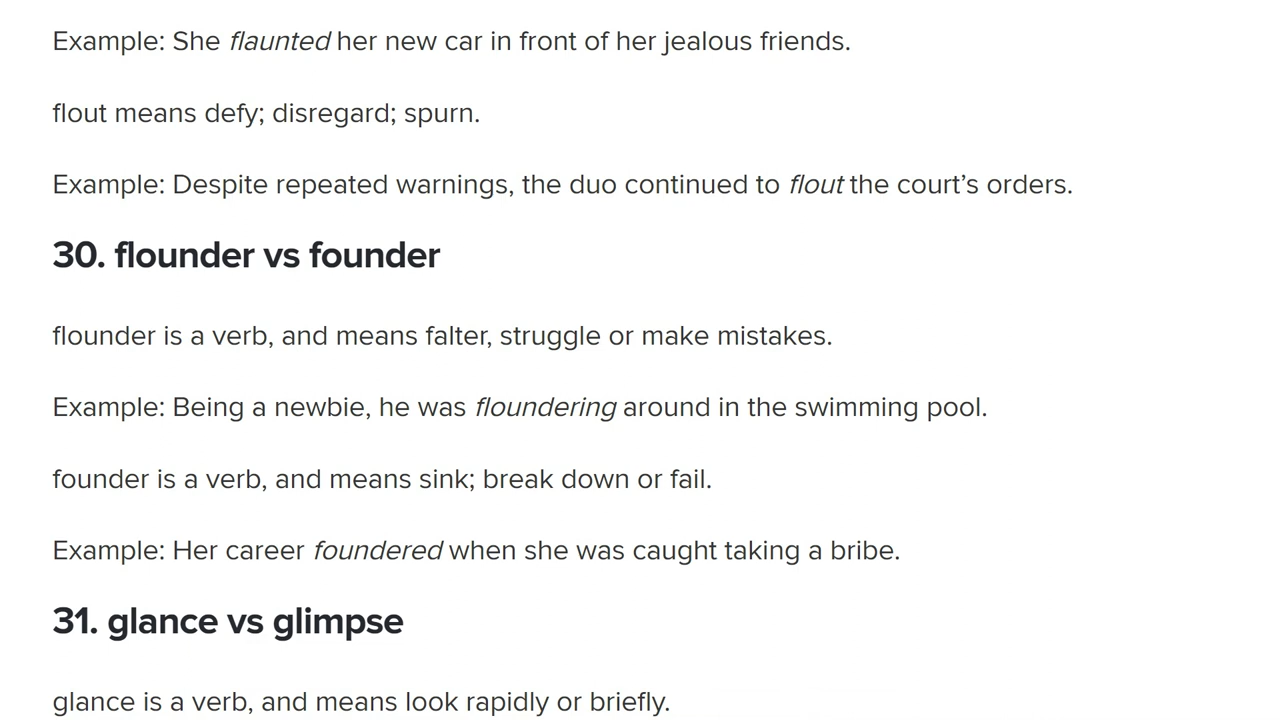 Example: She flaunted her new car in front of her jealous friends.
flout means defy; disregard; spurn.
Example: Despite repeated warnings, the duo continued to flout the court’s orders.
30. flounder vs founder
flounder is a verb, and means falter, struggle or make mistakes.
Example: Being a newbie, he was floundering around in the swimming pool.
founder is a verb, and means sink; break down or fail.
Example: Her career foundered when she was caught taking a bribe.
31. glance vs glimpse
glance is a verb, and means look rapidly or briefly.